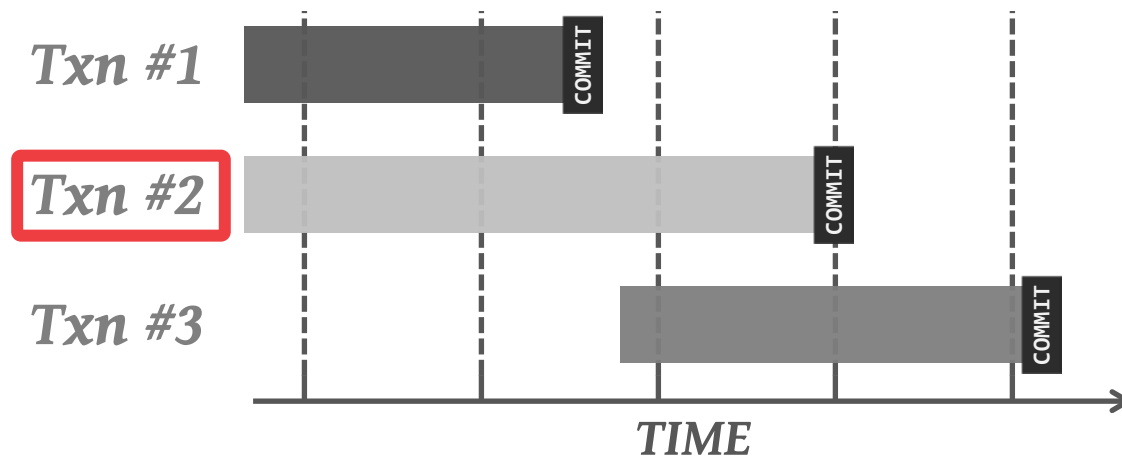 Txn #1
COMMIT
Txn #2
COMMIT
Txn #3
COMMIT
TIME